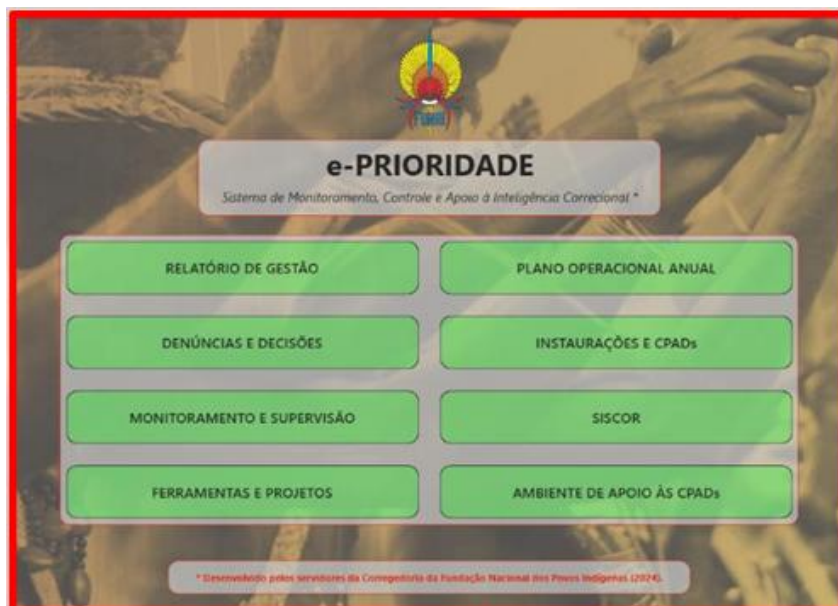 FUNAI
e-PRIORIDADE
Sistema de Monitoramento, Controle e Apoio à Inteligência Correcional *
RELATÓRIO DE GESTÃO
PLANO OPERACIONAL ANUAL
DENÚNCIAS E DECISÕES
INSTAURAÇÕES E CPADs
MONITORAMENTO E SUPERVISÃO
SISCOR
FERRAMENTAS E PROJETOS
AMBIENTE DE APOIO ÀS CPADs
* Desenvolvido pelos servidores da Corregedoria da Fundação Nacional dos Povos Indígenas (2024).